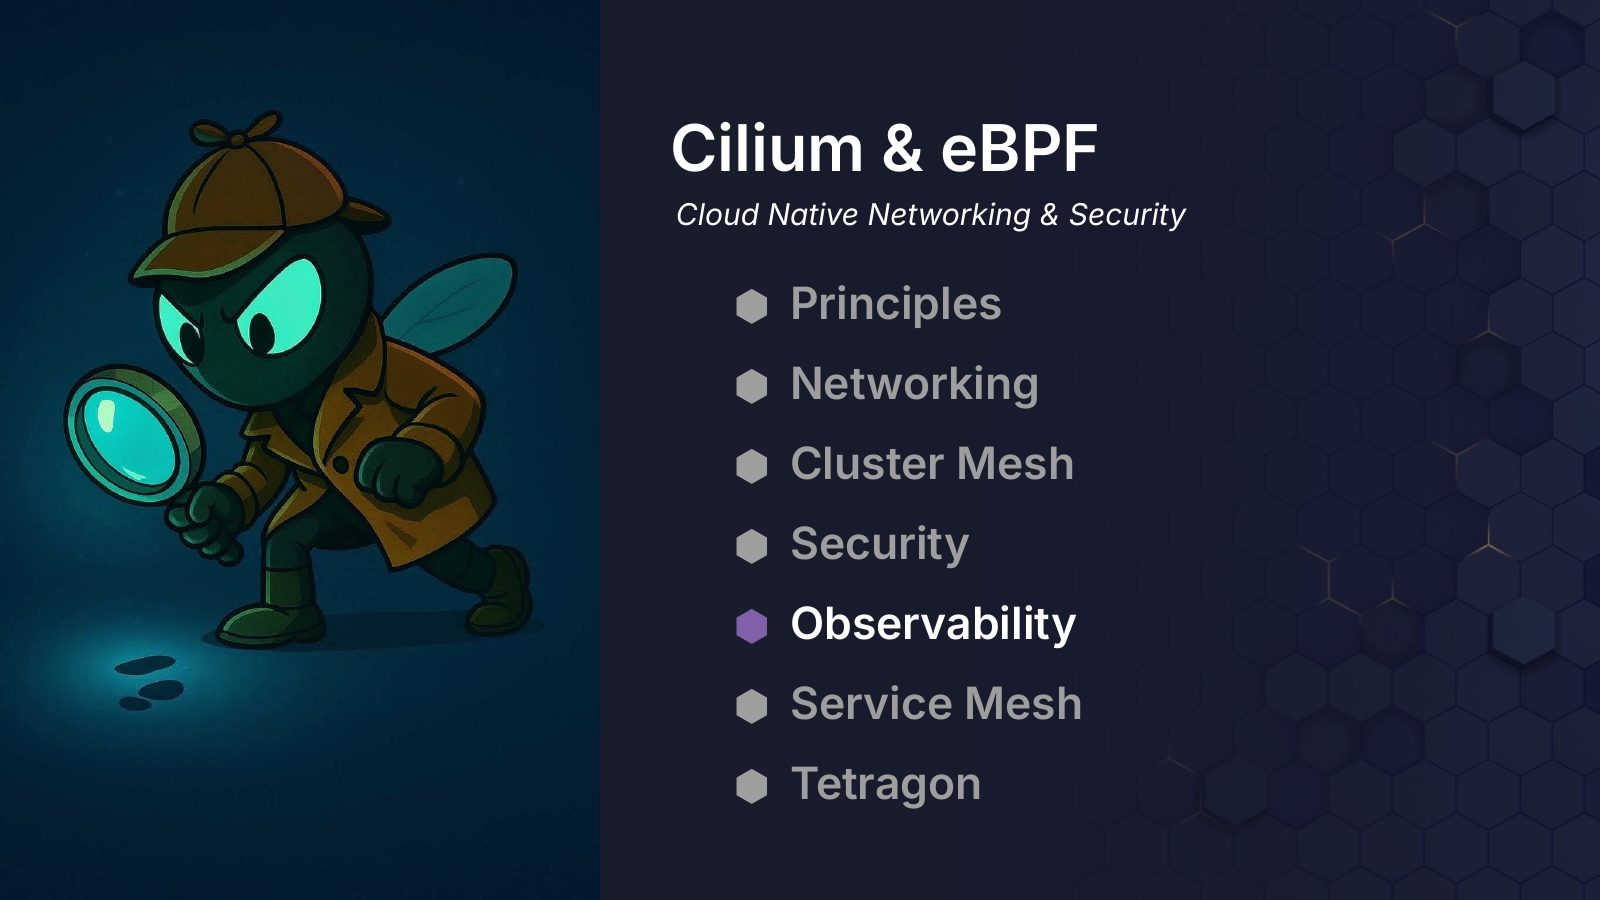 Cilium & eBPF
Cloud Native Networking & Security
Principles
Networking
Cluster Mesh
Security
Observability
Service Mesh
Tetragon